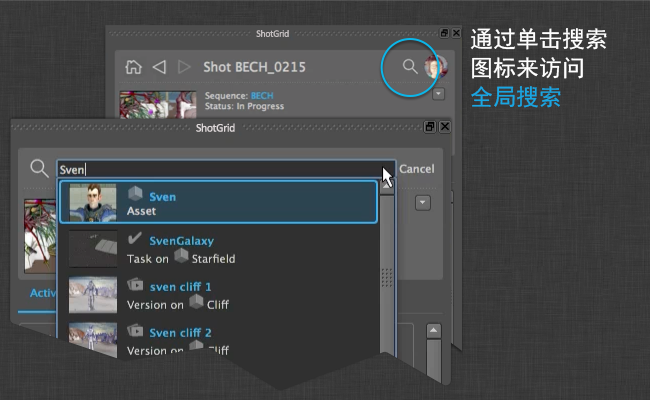 ShotGrid
Shot BECH_0215
Sequence: BECH
Status: In Progress
通过单击搜索
图标来访问
全局搜索
ShotGrid
Sven
Cancel
Sven
Asset
SvenGalaxy
Task on Starfield
sven cliff 1
Version on Cliff
Activ
Sven cliff 2
Version on Cliff